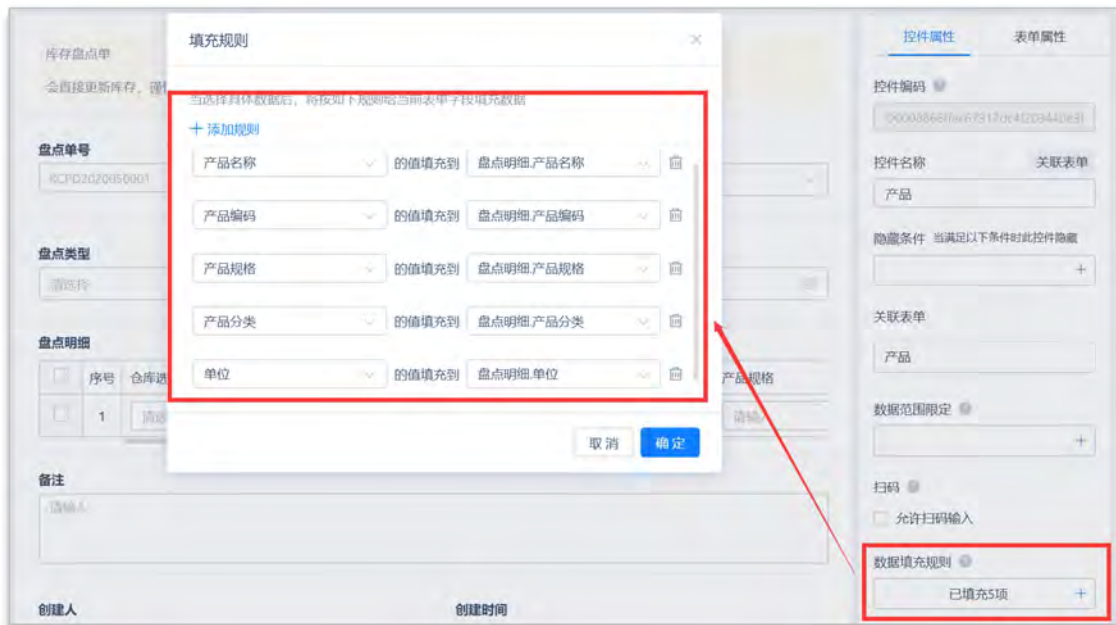 库存盘点单
会直接更新库存，
盘点单号
KCPD2020050001
盘点类型
请选择
盘点明细
序号 仓库选
产品规格
1
请输入
备注
请输入
创建人
创建时间
填充规则
当选择具体数据后，将按如下规则给当前表单字段填充数据
添加规则
产品名称 的值填充到 盘点明细.产品名称
产品编码 的值填充到 盘点明细.产品编码
产品规格 的值填充到 盘点明细.产品规格
产品分类 的值填充到 盘点明细.产品分类
单位 的值填充到 盘点明细.单位
取消 确定
控件属性 表单属性
控件编码
控件名称 关联表单
产品
隐藏条件 当满足以下条件时此控件隐藏
关联表单
产品
数据范围限定
扫码
允许扫码输入
数据填充规则
已填充5项